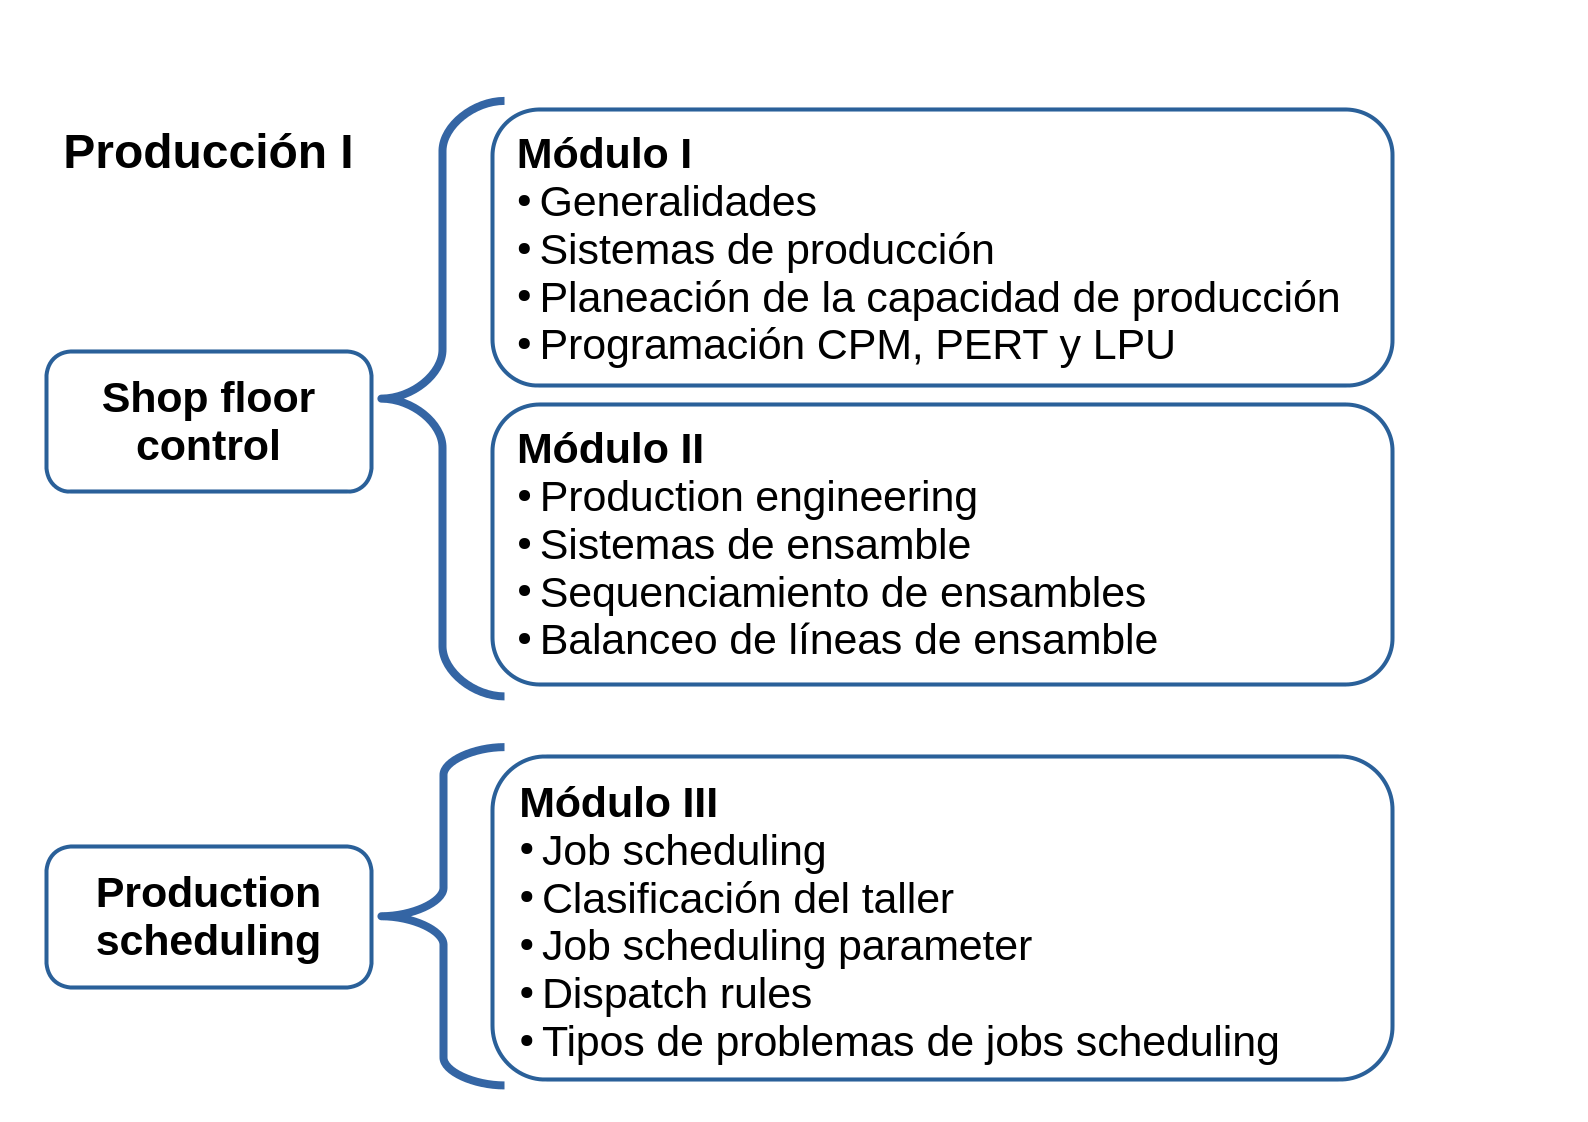 Producción I
Shop floor
control
Módulo I
• Generalidades
• Sistemas de producción
• Planeación de la capacidad de producción
• Programación CPM, PERT y LPU
Módulo II
• Production engineering
• Sistemas de ensamble
• Sequenciamiento de ensambles
• Balanceo de líneas de ensamble
Production
scheduling
Módulo III
• Job scheduling
• Clasificación del taller
• Job scheduling parameter
• Dispatch rules
• Tipos de problemas de jobs scheduling